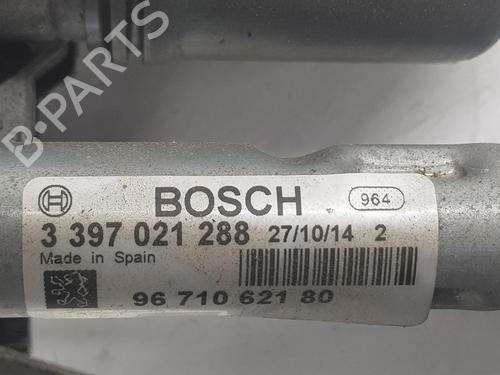 B-PARTS
BOSCH 964
3 397 021 288 27/10/14 2
Made in Spain
96 710 621 80